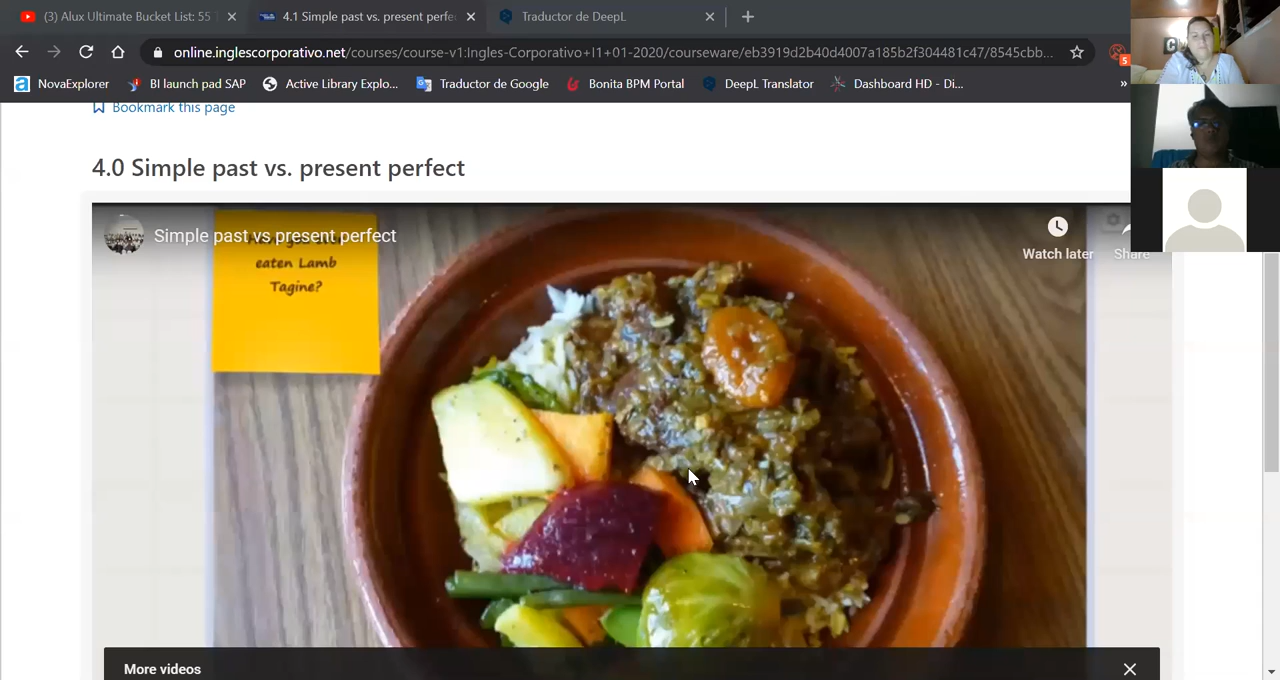 (3) Alux Ultimate Bucket List: 55 T
4.1 Simple past vs. present perfe
Traductor de DeepL
online.inglescorporativo.net/courses/course-v1:Ingles-Corporativo+I1+01-2020/courseware/eb3919d2b40d4007a185b2f304481c47/8545cbb...
5
NovaExplorer
BI launch pad SAP
Active Library Explo...
Traductor de Google
Bonita BPM Portal
DeepL Translator
Dashboard HD - Di...
»
Bookmark this page
4.0 Simple past vs. present perfect
Simple past vs present perfect
Watch later
Share
eaten Lamb
Tagine?
More videos